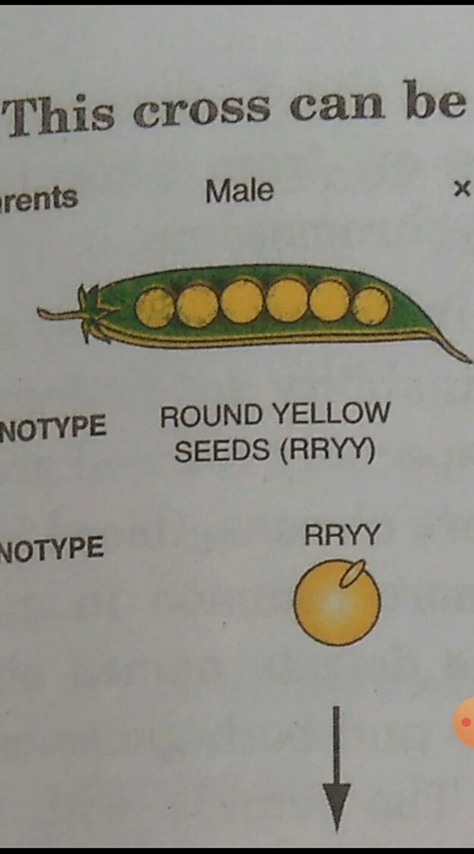 This cross can be
rents Male ×
NOTYPE ROUND YELLOW
SEEDS (RRYY)
NOTYPE RRYY